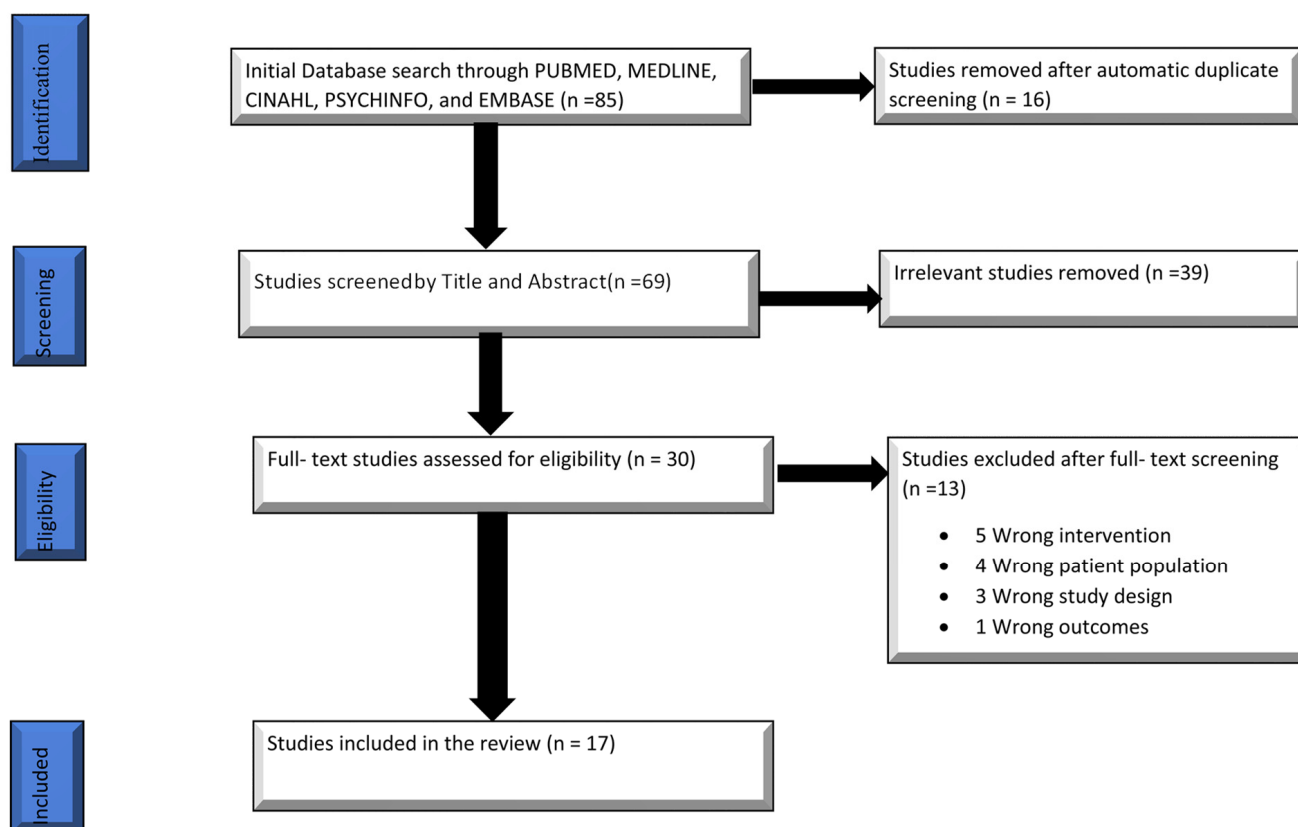 Identification
Initial Database search through PUBMED, MEDLINE,
CINAHL, PSYCHINFO, and EMBASE (n =85)
Studies removed after automatic duplicate
screening (n = 16)
Screening
Studies screenedby Title and Abstract(n =69)
Irrelevant studies removed (n =39)
Eligibility
Full- text studies assessed for eligibility (n = 30)
Studies excluded after full- text screening
(n =13)
• 5 Wrong intervention
• 4 Wrong patient population
• 3 Wrong study design
• 1 Wrong outcomes
Included
Studies included in the review (n = 17)